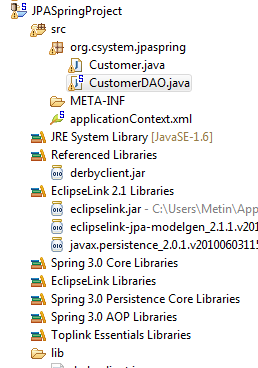 JPASpringProject
src
org.csystem.jpaspring
Customer.java
CustomerDAO.java
META-INF
applicationContext.xml
JRE System Library [JavaSE-1.6]
Referenced Libraries
derbyclient.jar
EclipseLink 2.1 Libraries
eclipselink.jar - C:\Users\Metin\App
eclipselink-jpa-modelgen_2.1.1.v201
javax.persistence_2.0.1.v20100603115
Spring 3.0 Core Libraries
EclipseLink Libraries
Spring 3.0 Persistence Core Libraries
Spring 3.0 AOP Libraries
Toplink Essentials Libraries
lib